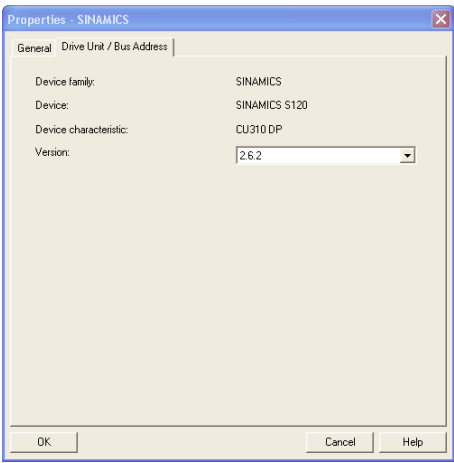 Properties - SINAMICS
General Drive Unit / Bus Address
Device family: SINAMICS
Device: SINAMICS S120
Device characteristic: CU310 DP
Version: 2.6.2
OK Cancel Help